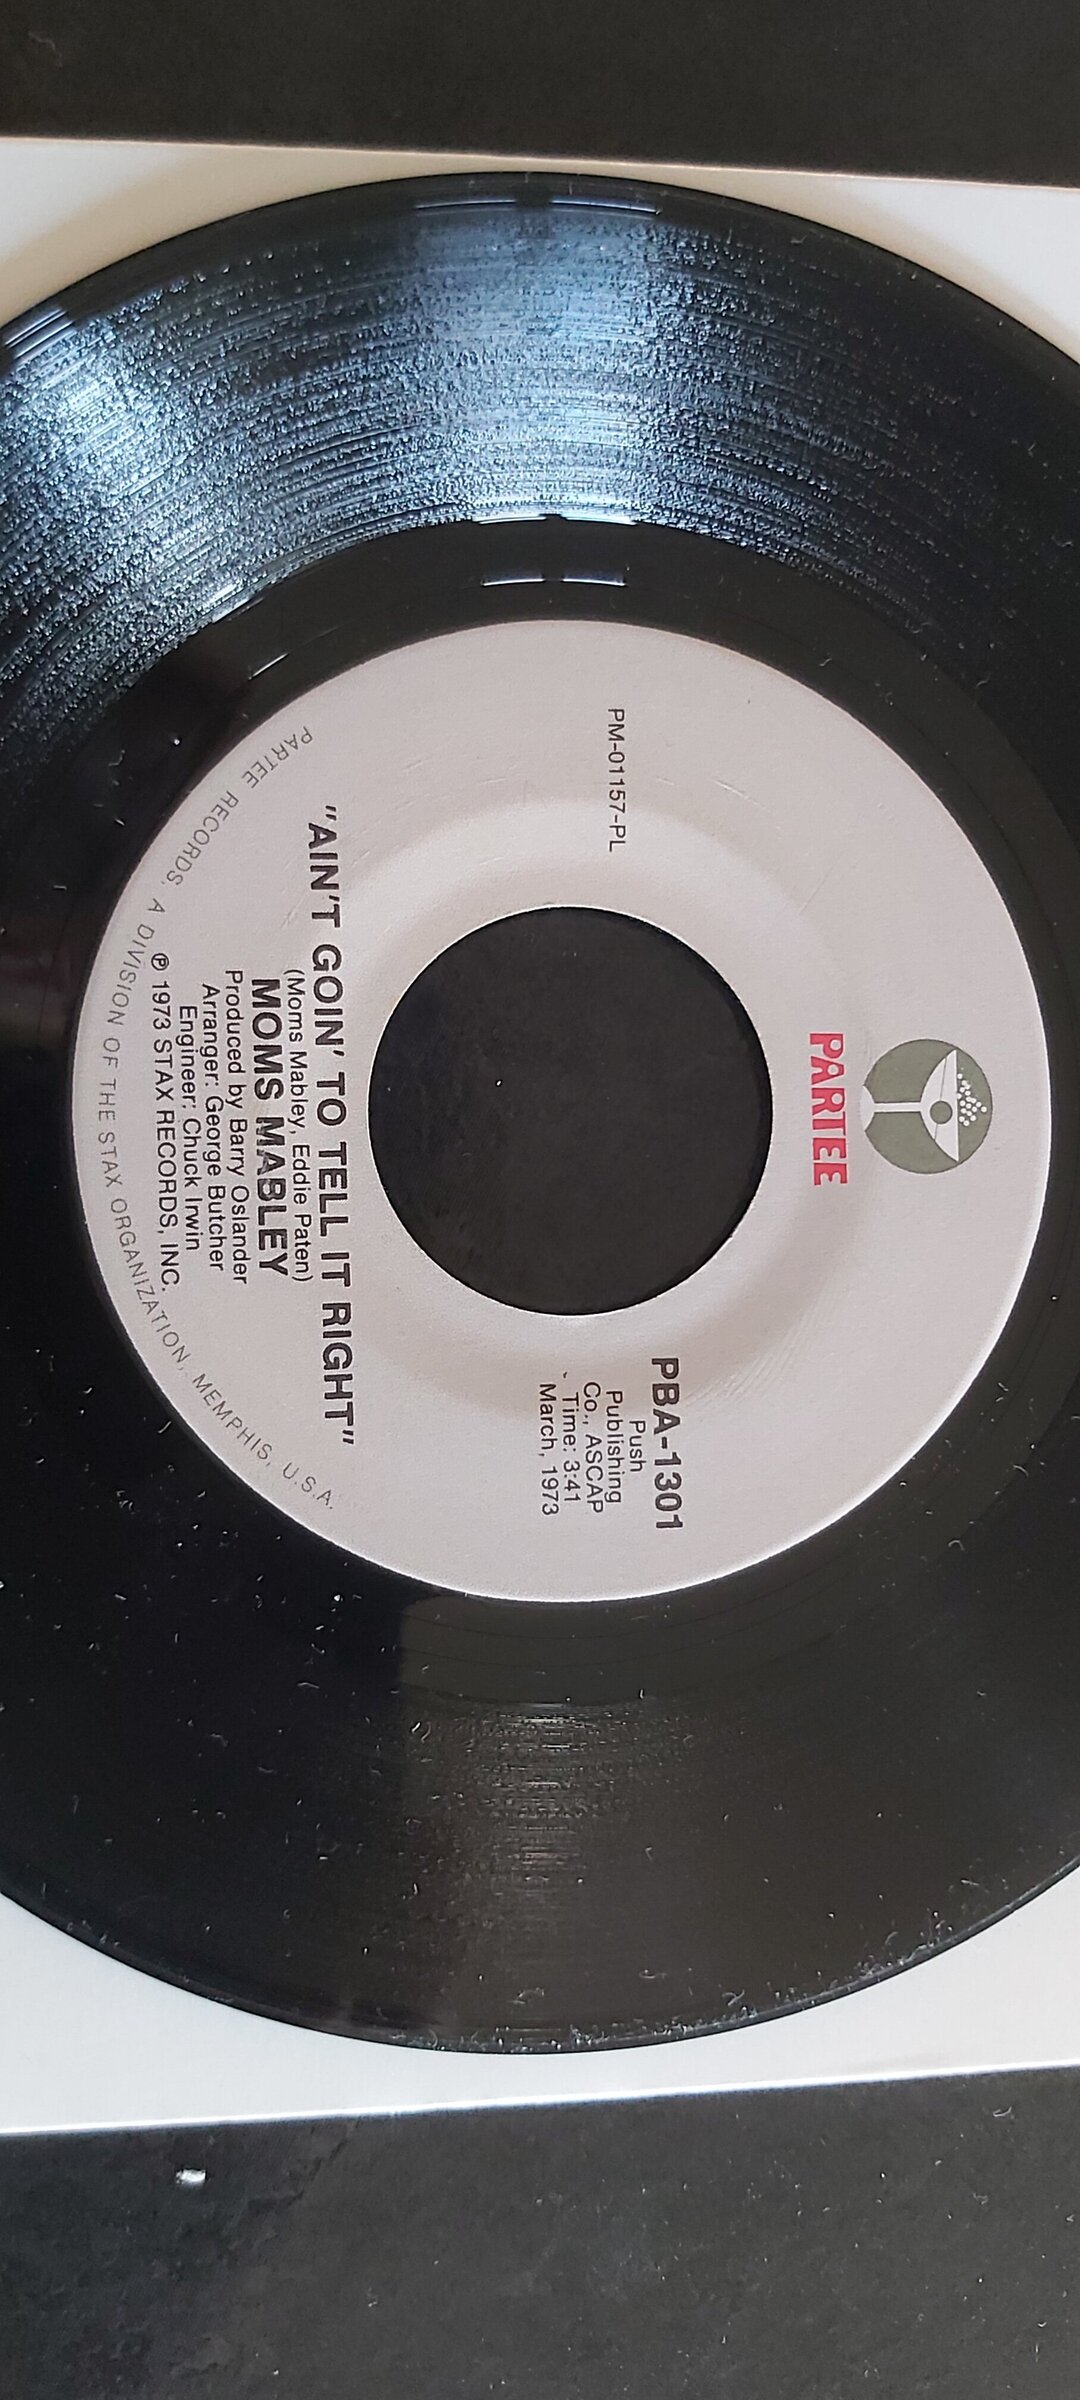 PARTEE
PM-01157-PL
PBA-1301
Push
Publishing
Co., ASCAP
Time: 3:41
March, 1973
"AIN'T GOIN' TO TELL IT RIGHT"
(Moms Mabley, Eddie Paten)
MOMS MABLEY
Produced by Barry Oslander
Arranger: George Butcher
Engineer: Chuck Irwin
℗ 1973 STAX RECORDS, INC.
PARTEE RECORDS, A DIVISION OF THE STAX ORGANIZATION, MEMPHIS, U.S.A.